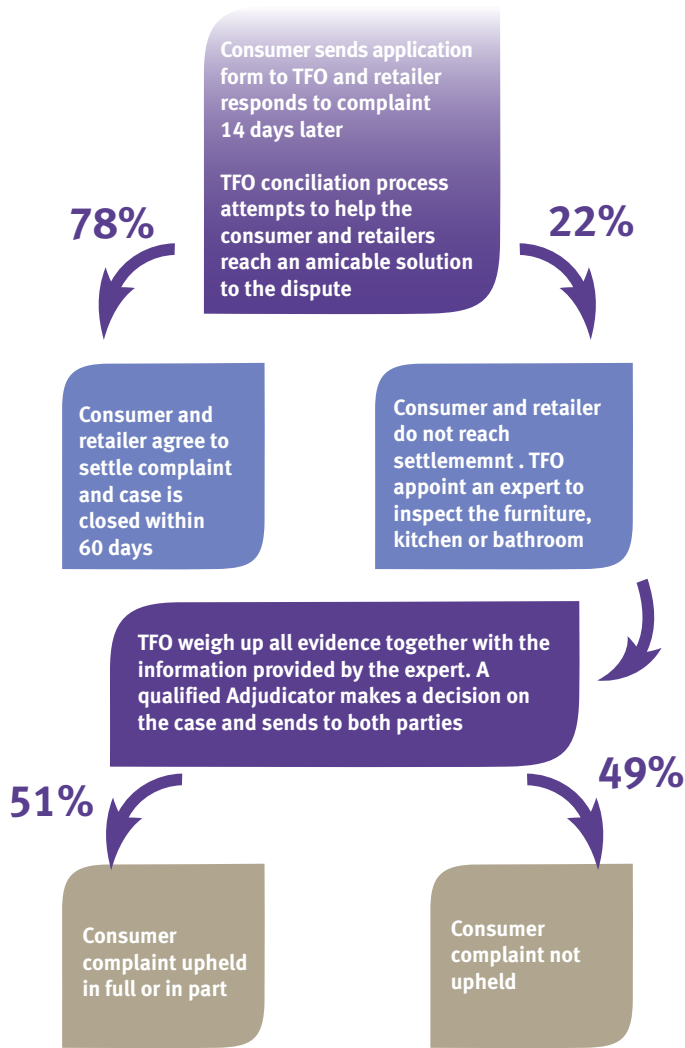 Consumer sends application
form to TFO and retailer
responds to complaint
14 days later
TFO conciliation process
attempts to help the
consumer and retailers
reach an amicable solution
to the dispute
78%
22%
Consumer and
retailer agree to
settle complaint
and case is
closed within
60 days
Consumer and retailer
do not reach
settlememnt . TFO
appoint an expert to
inspect the furniture,
kitchen or bathroom
TFO weigh up all evidence together with the
information provided by the expert. A
qualified Adjudicator makes a decision on
the case and sends to both parties
51%
49%
Consumer
complaint upheld
in full or in part
Consumer
complaint not
upheld